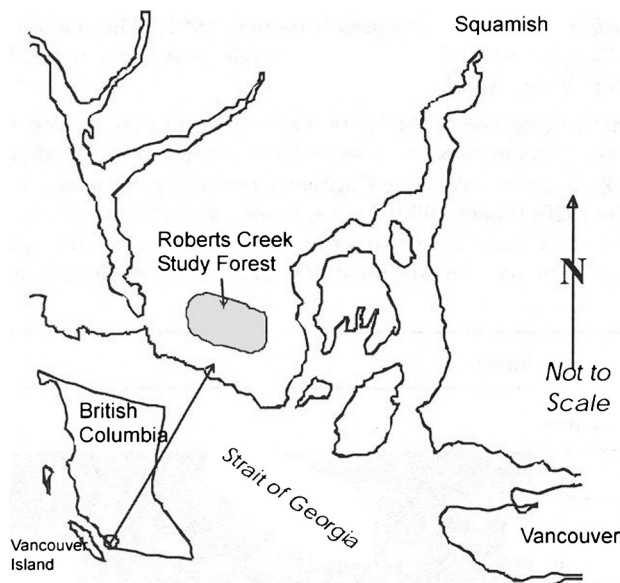 Squamish
Roberts Creek
Study Forest
N
Not to
Scale
British
Columbia
Strait of Georgia
Vancouver
Vancouver
Island